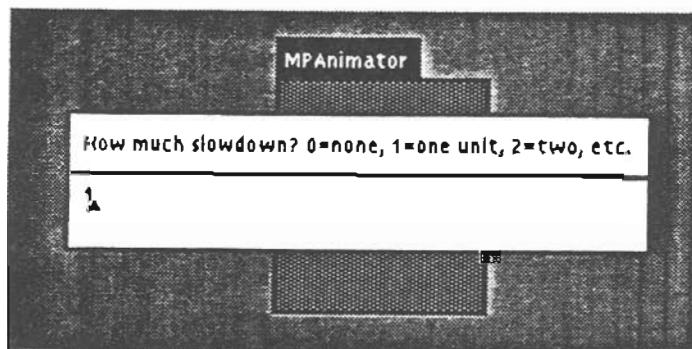 MPAnimator
How much slowdown? 0=none, 1=one unit, 2=two, etc.
1